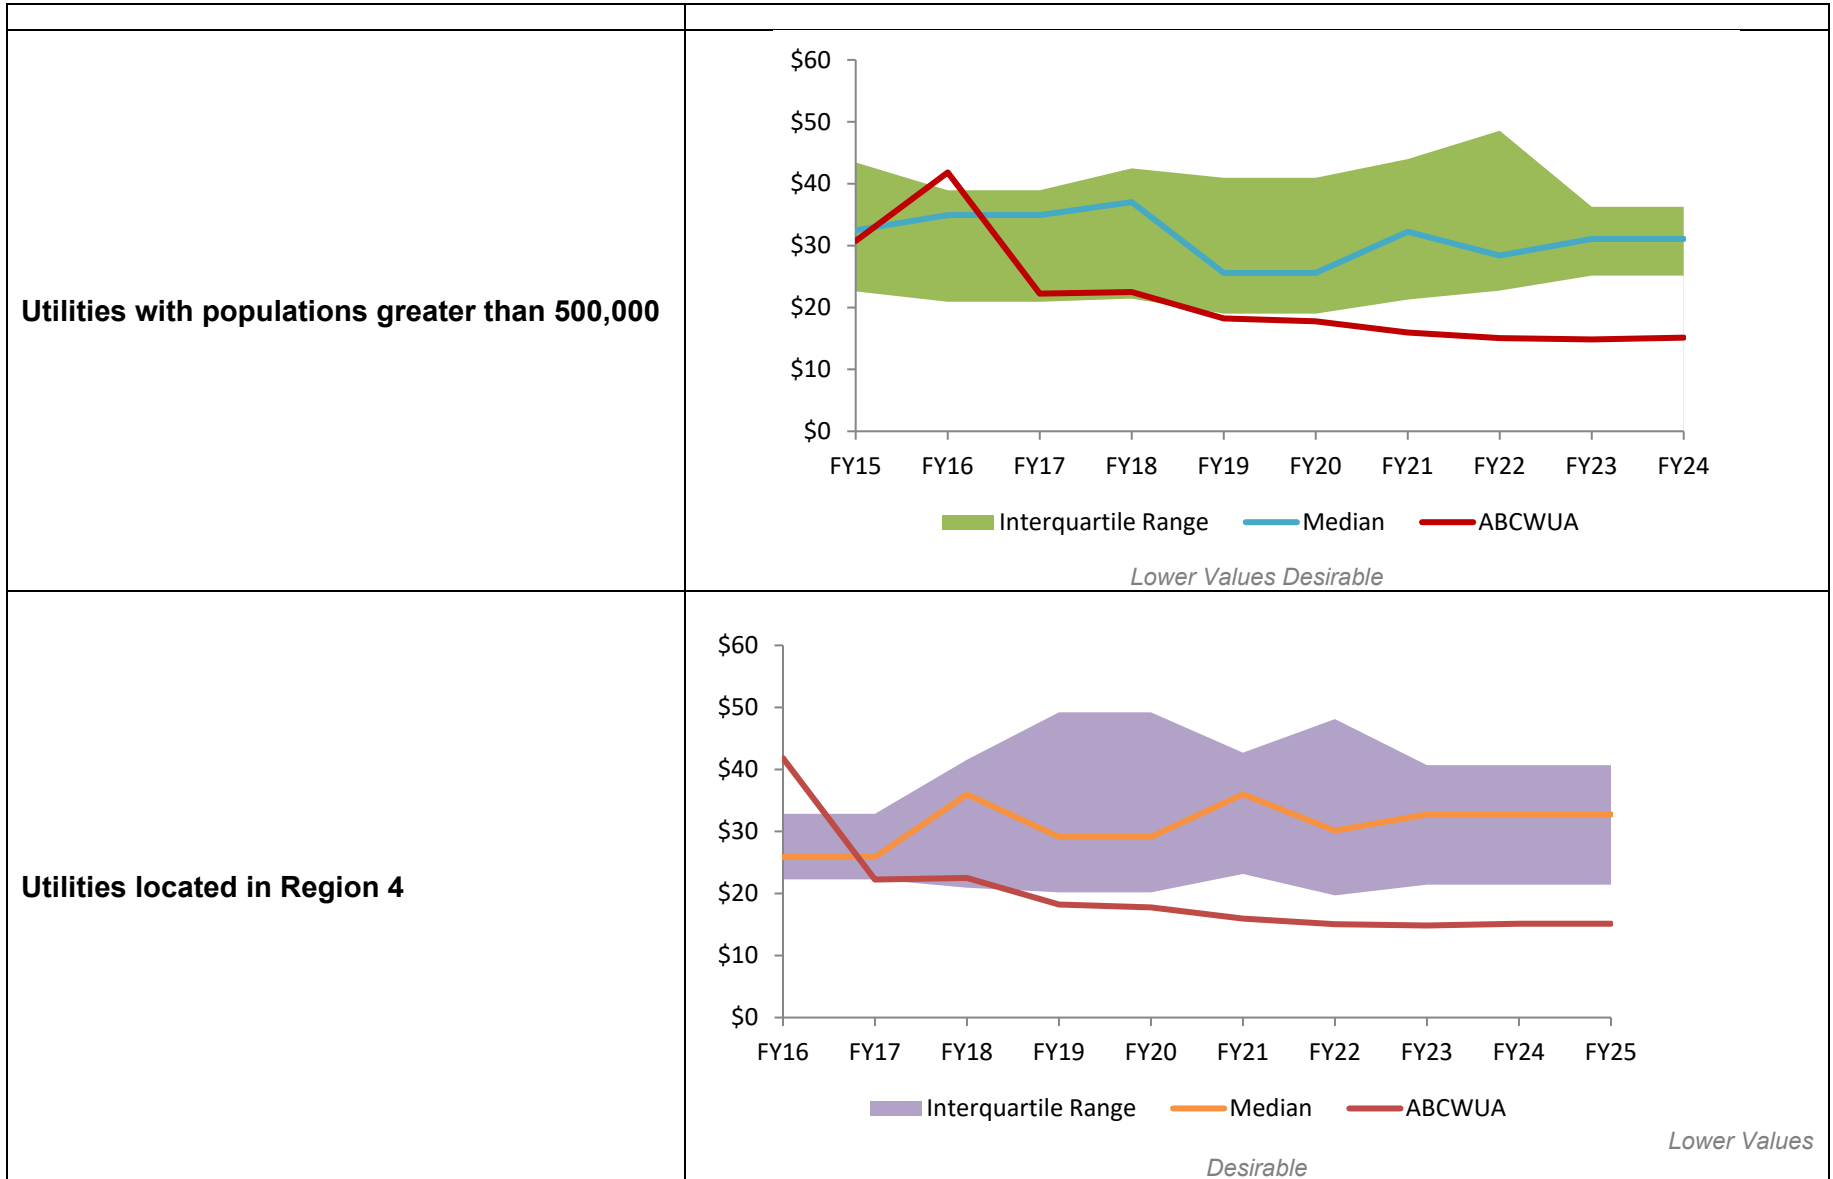 Utilities with populations greater than 500,000
$60
$50
$40
$30
$20
$10
$0
FY15 FY16 FY17 FY18 FY19 FY20 FY21 FY22 FY23 FY24
Interquartile Range Median ABCWUA
Lower Values Desirable
Utilities located in Region 4
$60
$50
$40
$30
$20
$10
$0
FY16 FY17 FY18 FY19 FY20 FY21 FY22 FY23 FY24 FY25
Interquartile Range Median ABCWUA
Lower Values
Desirable